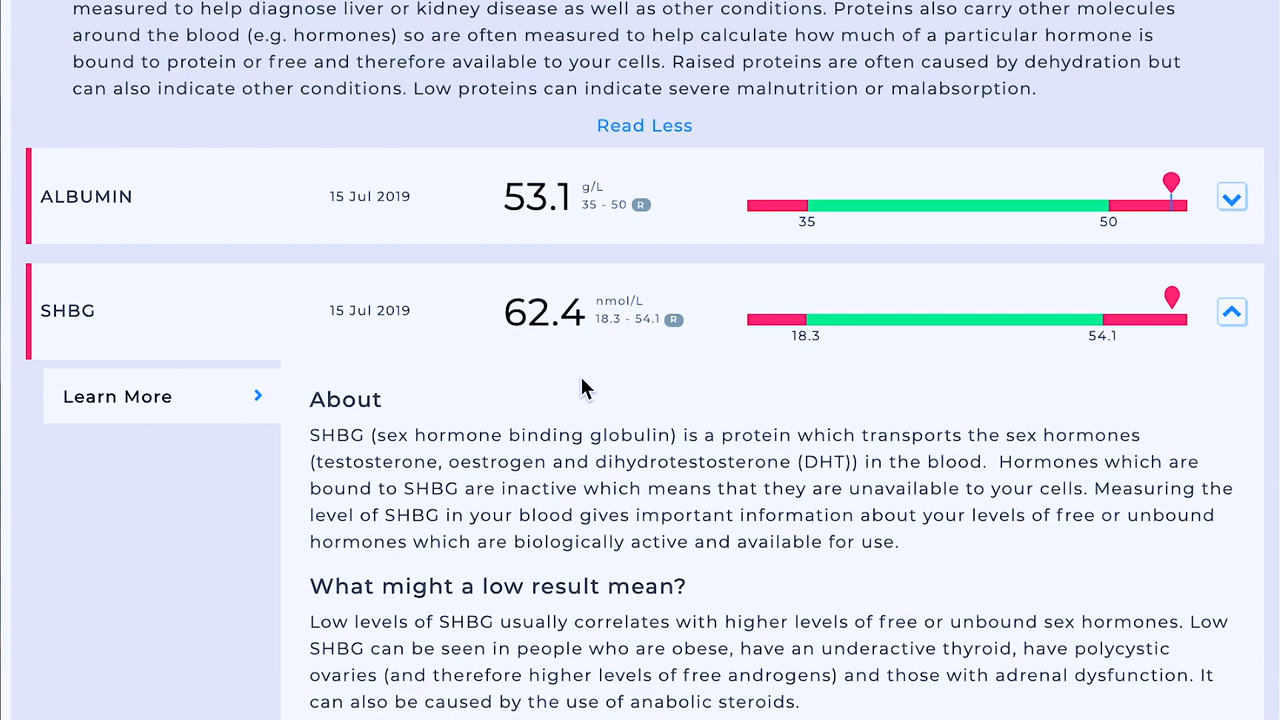 measured to help diagnose liver or kidney disease as well as other conditions. Proteins also carry other molecules
around the blood (e.g. hormones) so are often measured to help calculate how much of a particular hormone is
bound to protein or free and therefore available to your cells. Raised proteins are often caused by dehydration but
can also indicate other conditions. Low proteins can indicate severe malnutrition or malabsorption.
Read Less
ALBUMIN
15 Jul 2019
53.1
g/L
35 - 50 R
35
50
SHBG
15 Jul 2019
62.4
nmol/L
18.3 - 54.1 R
18.3
54.1
Learn More
About
SHBG (sex hormone binding globulin) is a protein which transports the sex hormones
(testosterone, oestrogen and dihydrotestosterone (DHT)) in the blood. Hormones which are
bound to SHBG are inactive which means that they are unavailable to your cells. Measuring the
level of SHBG in your blood gives important information about your levels of free or unbound
hormones which are biologically active and available for use.
What might a low result mean?
Low levels of SHBG usually correlates with higher levels of free or unbound sex hormones. Low
SHBG can be seen in people who are obese, have an underactive thyroid, have polycystic
ovaries (and therefore higher levels of free androgens) and those with adrenal dysfunction. It
can also be caused by the use of anabolic steroids.